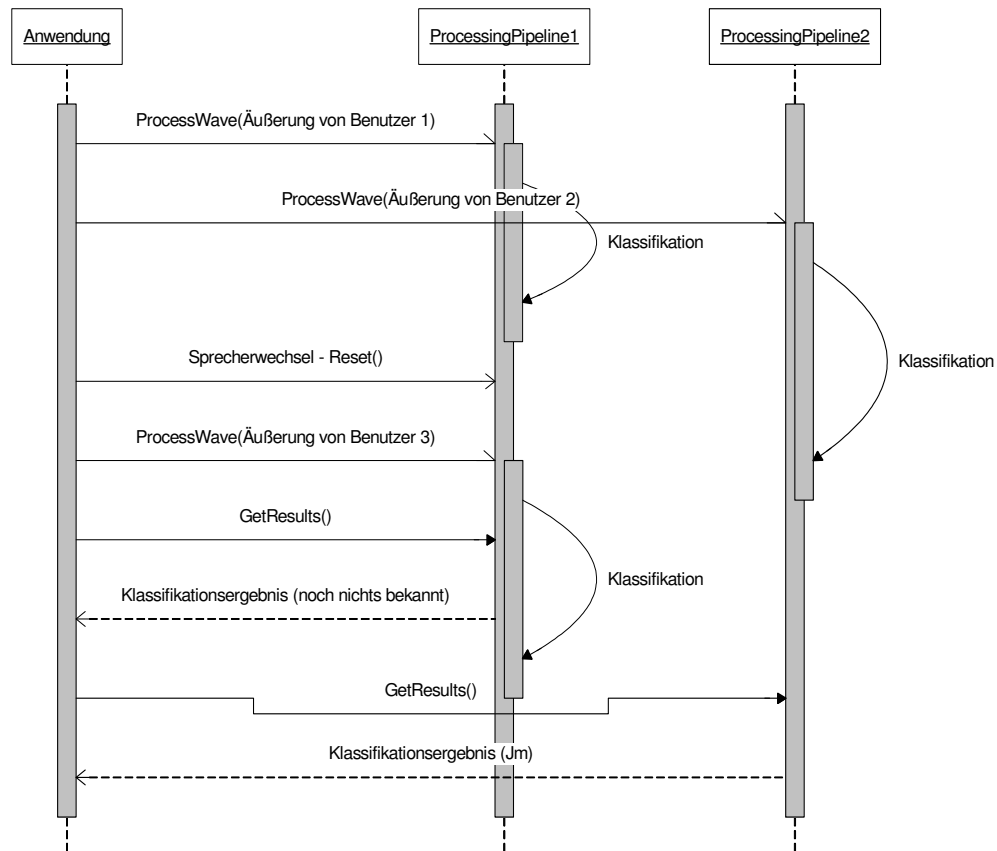 Anwendung
ProcessingPipeline1
ProcessingPipeline2
ProcessWave(Äußerung von Benutzer 1)
ProcessWave(Äußerung von Benutzer 2)
Klassifikation
Sprecherwechsel - Reset()
Klassifikation
ProcessWave(Äußerung von Benutzer 3)
GetResults()
Klassifikation
Klassifikationsergebnis (noch nichts bekannt)
GetResults()
Klassifikationsergebnis (Jm)